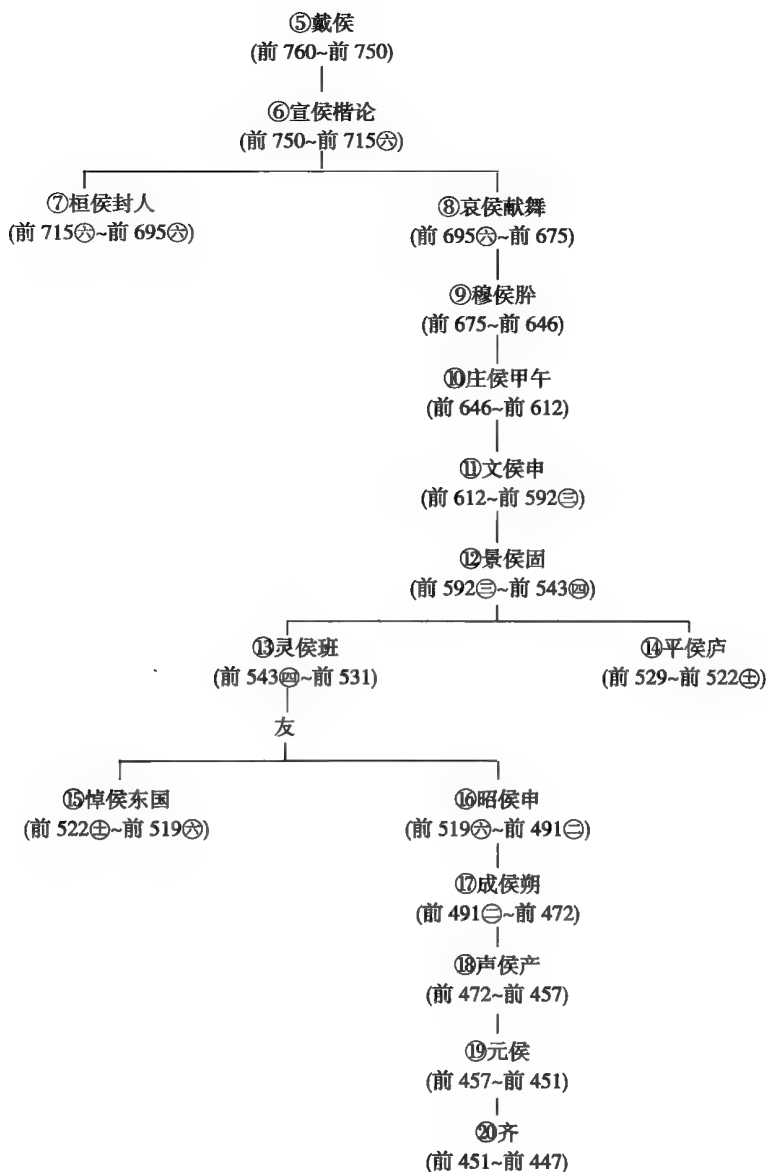 ⑤戴侯
(前 760~前 750)
⑥宣侯楷论
(前 750~前 715㊅)
⑦桓侯封人
(前 715㊅~前 695㊅)
⑧哀侯献舞
(前 695㊅~前 675)
⑨穆侯肸
(前 675~前 646)
⑩庄侯甲午
(前 646~前 612)
⑪文侯申
(前 612~前 592㊂)
⑫景侯固
(前 592㊂~前 543㊃)
⑬灵侯班
(前 543㊃~前 531)
⑭平侯庐
(前 529~前 522㊏)
友
⑮悼侯东国
(前 522㊏~前 519㊅)
⑯昭侯申
(前 519㊅~前 491㊁)
⑰成侯朔
(前 491㊁~前 472)
⑱声侯产
(前 472~前 457)
⑲元侯
(前 457~前 451)
⑳齐
(前 451~前 447)